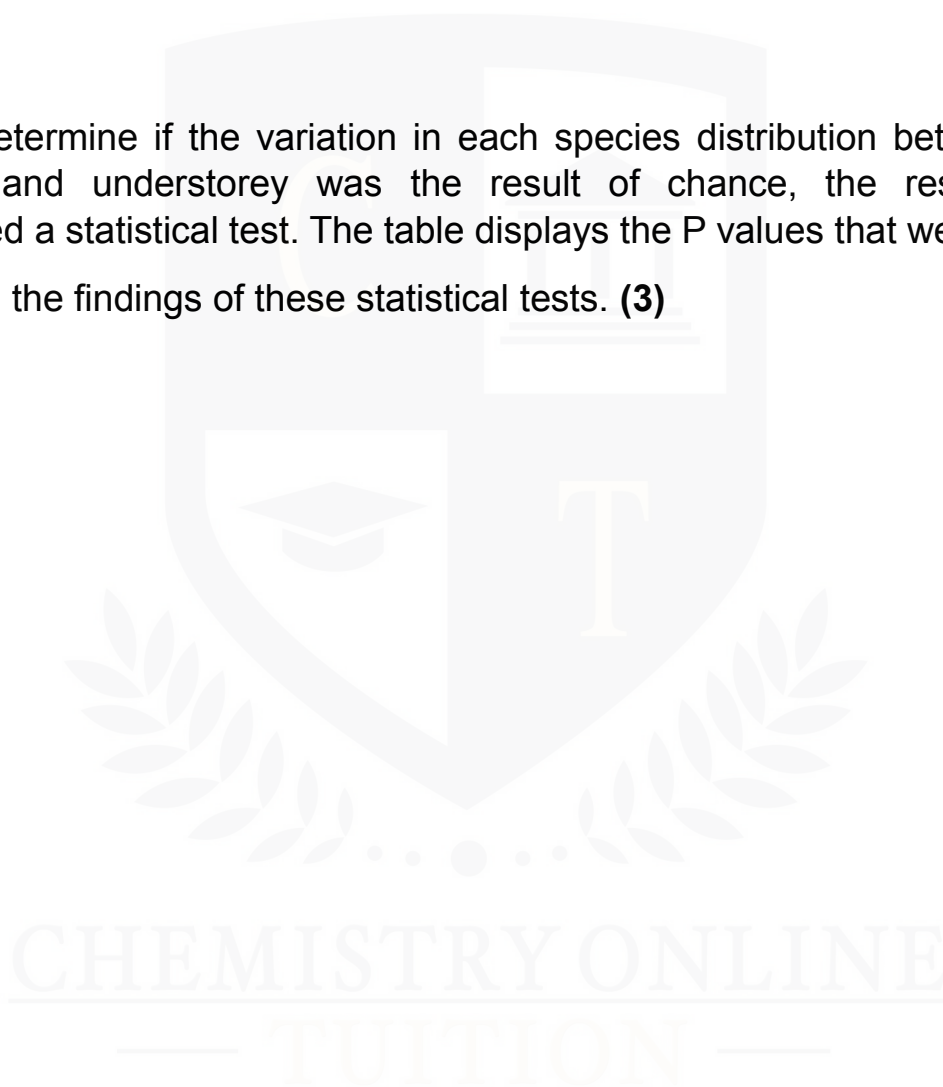 etermine if the variation in each species distribution bet
and understorey was the result of chance, the res
ed a statistical test. The table displays the P values that we
the findings of these statistical tests. (3)
C
T
CHEMISTRY ONLINE
TUITION